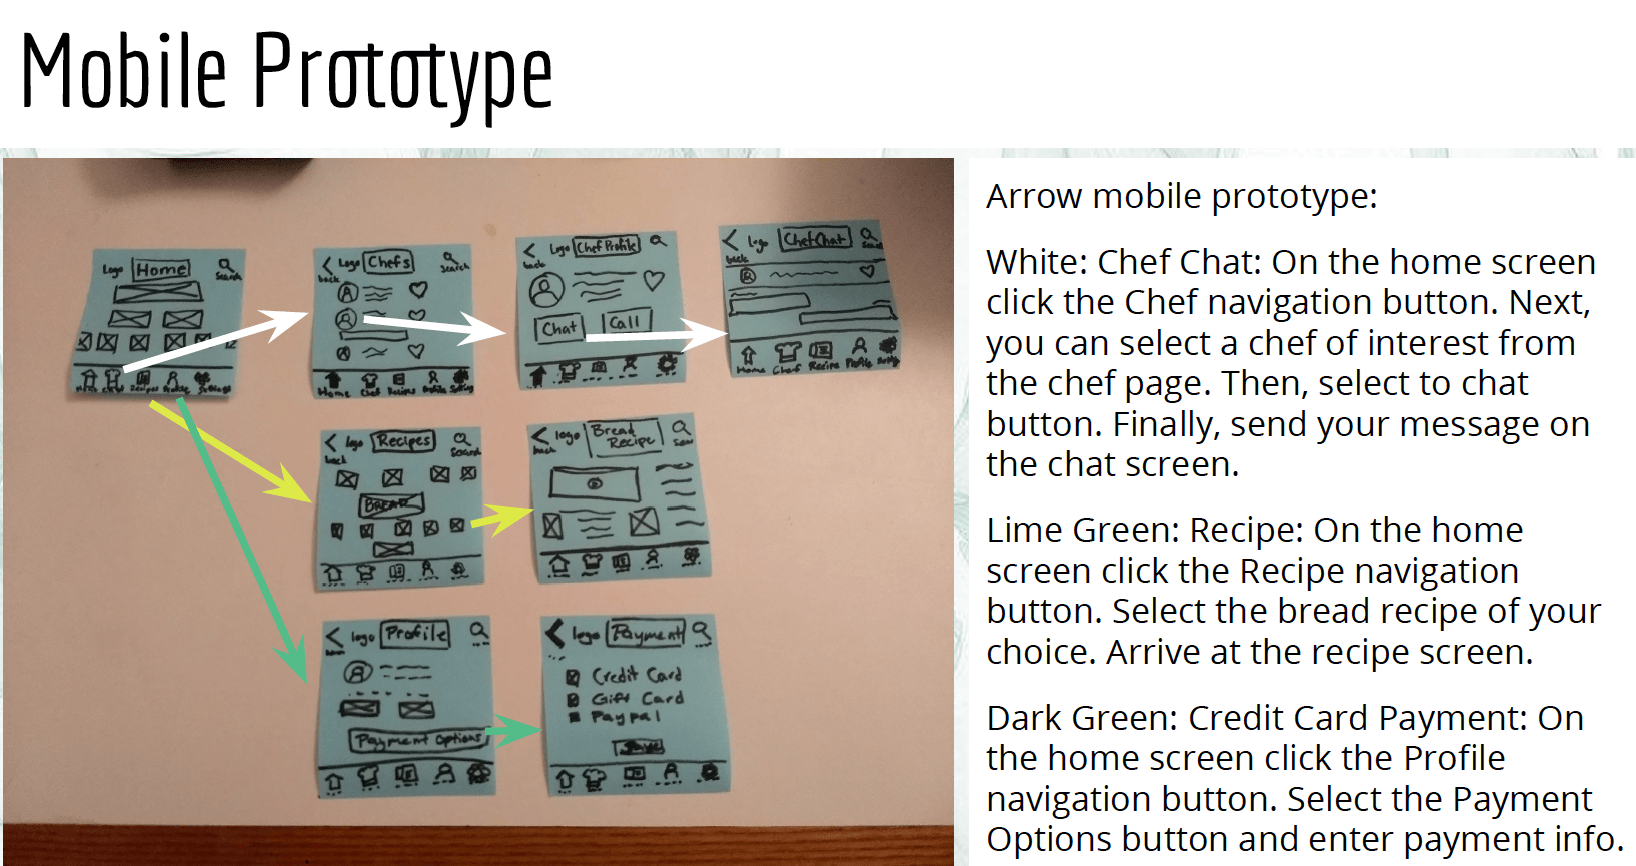 Mobile Prototype
Arrow mobile prototype:
White: Chef Chat: On the home screen
click the Chef navigation button. Next,
you can select a chef of interest from
the chef page. Then, select to chat
button. Finally, send your message on
the chat screen.
Lime Green: Recipe: On the home
screen click the Recipe navigation
button. Select the bread recipe of your
choice. Arrive at the recipe screen.
Dark Green: Credit Card Payment: On
the home screen click the Profile
navigation button. Select the Payment
Options button and enter payment info.
Logo Home
Search
Logo Chefs
back Search
Home Chef Recipes Profile Setting
Logo Chef Profile
back
Chat Call
logo Chef Chat
back
Home Chef Recipe Profile
logo Recipes
back Search
BREAD
logo Bread
Recipe
back
logo Profile
Payment Options
logo Payment
Credit Card
Gift Card
Paypal